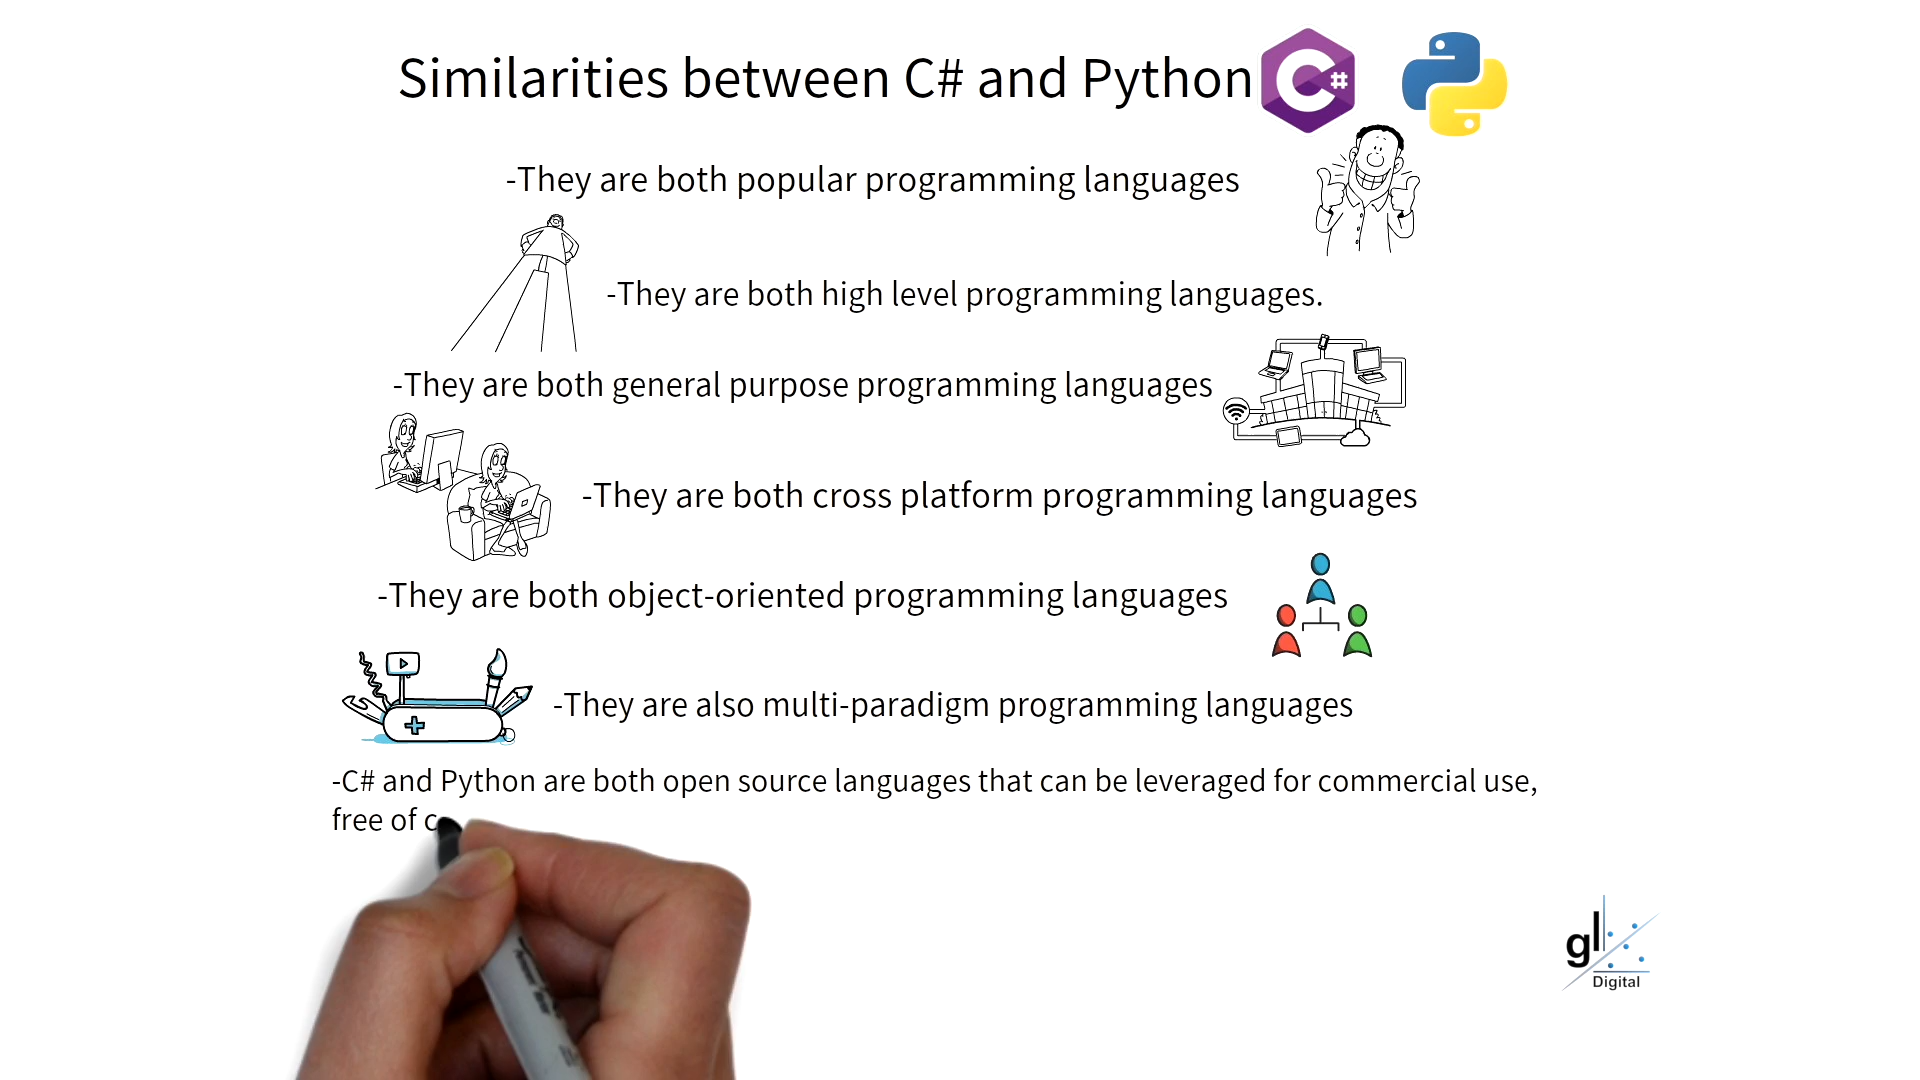 Similarities between C# and Python
-They are both popular programming languages
-They are both high level programming languages.
-They are both general purpose programming languages
-They are both cross platform programming languages
-They are both object-oriented programming languages
-They are also multi-paradigm programming languages
-C# and Python are both open source languages that can be leveraged for commercial use,
free of c
gl
Digital